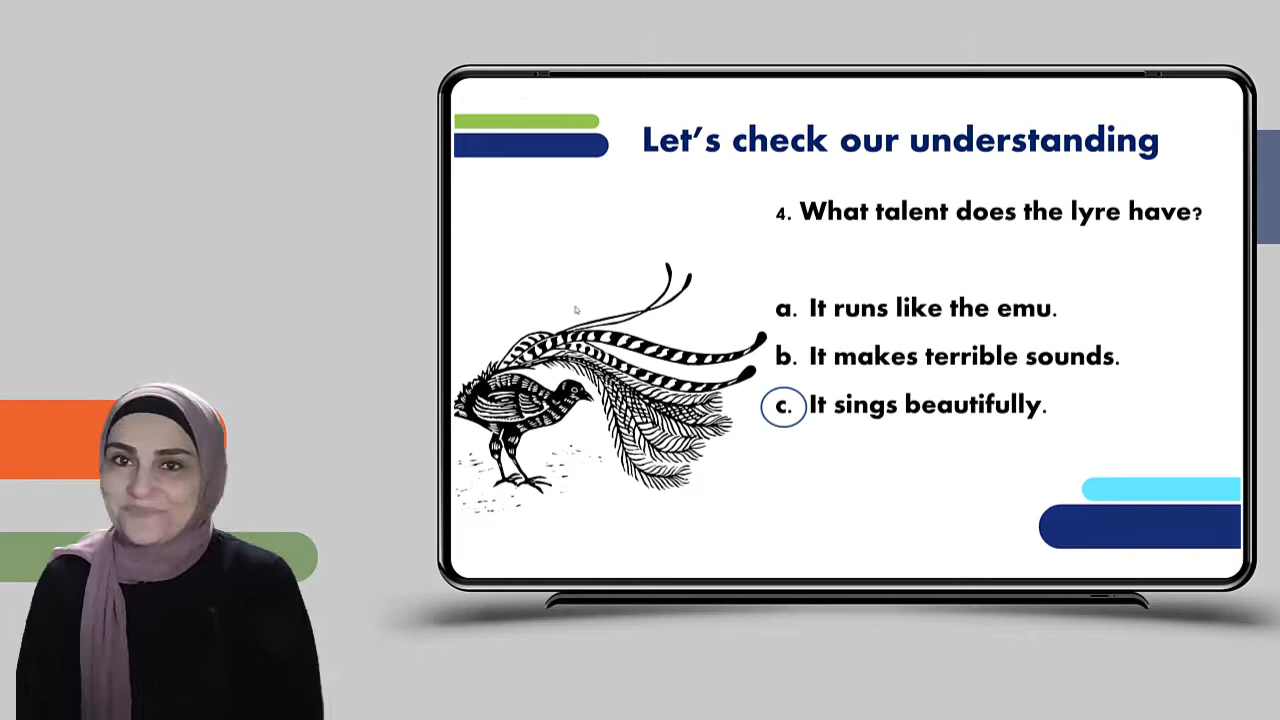 Let's check our understanding
4. What talent does the lyre have?
a. It runs like the emu.
b. It makes terrible sounds.
c. It sings beautifully.